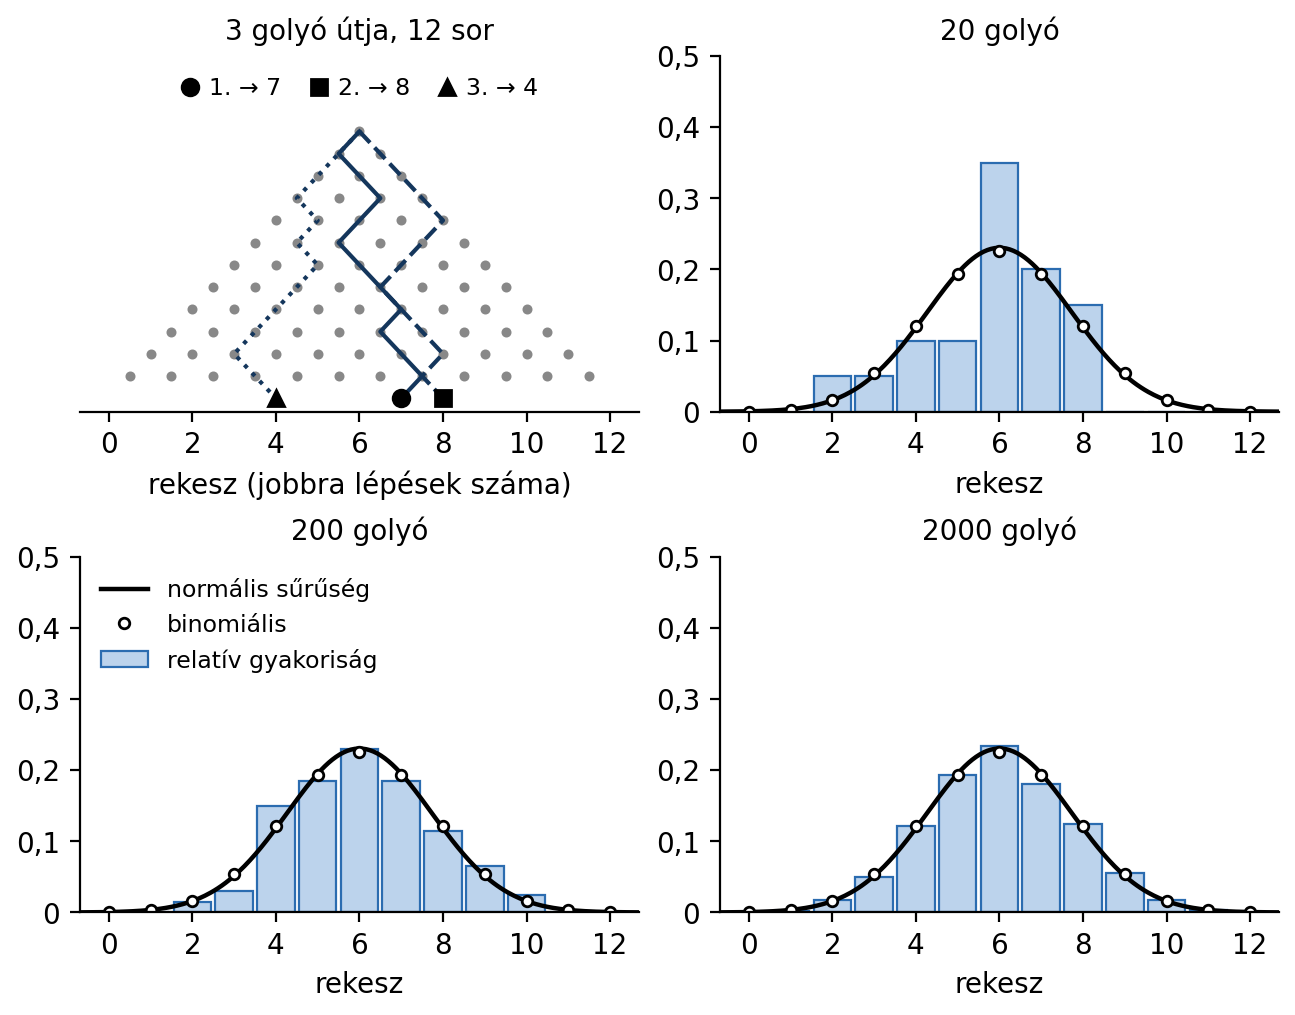 3 golyó útja, 12 sor
1. → 7 2. → 8 3. → 4
0 2 4 6 8 10 12
rekesz (jobbra lépések száma)
20 golyó
0,5
0,4
0,3
0,2
0,1
0
0 2 4 6 8 10 12
rekesz
200 golyó
0,5
0,4
0,3
0,2
0,1
0
normális sűrűség
binomiális
relatív gyakoriság
0 2 4 6 8 10 12
rekesz
2000 golyó
0,5
0,4
0,3
0,2
0,1
0
0 2 4 6 8 10 12
rekesz